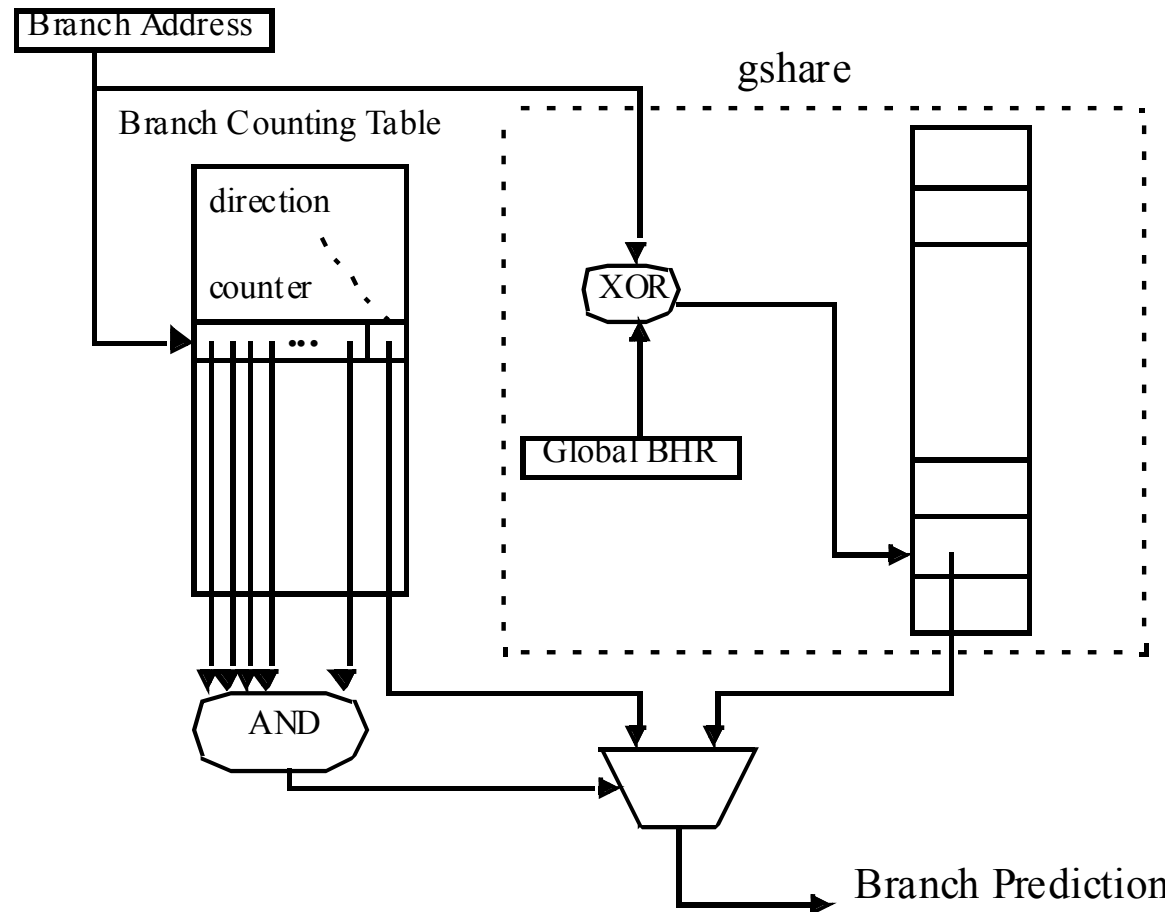 Branch Address
gshare
Branch Counting Table
direction
counter
...
XOR
Global BHR
AND
Branch Prediction